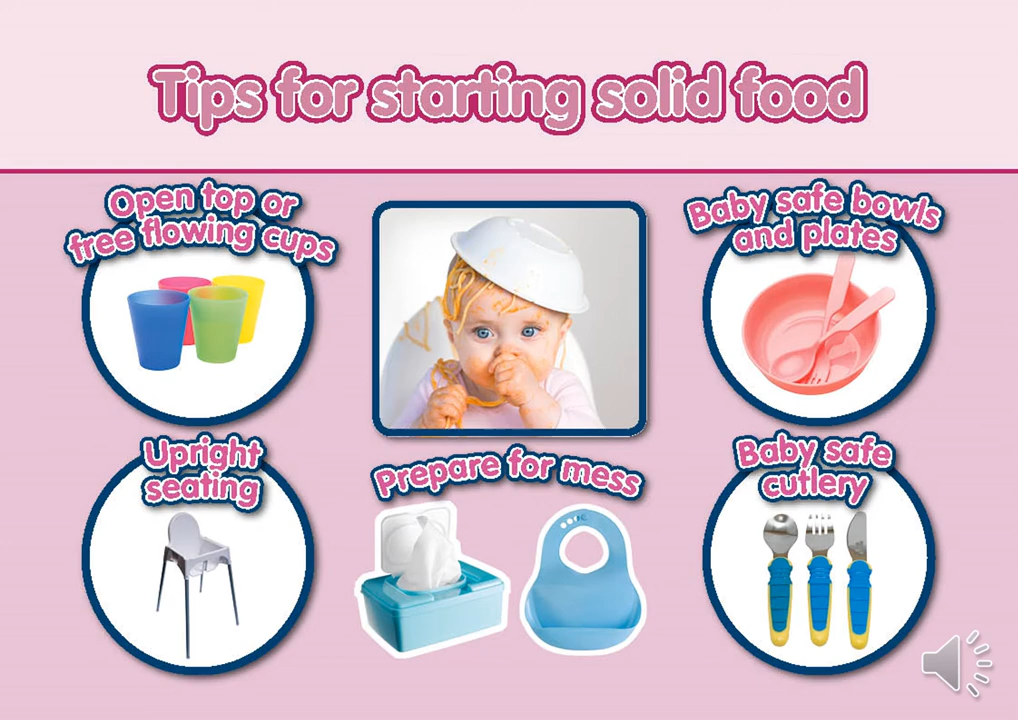 Tips for starting solid food
Open top or
free flowing cups
Baby safe bowls
and plates
Upright
seating
Prepare for mess
Baby safe
cutlery